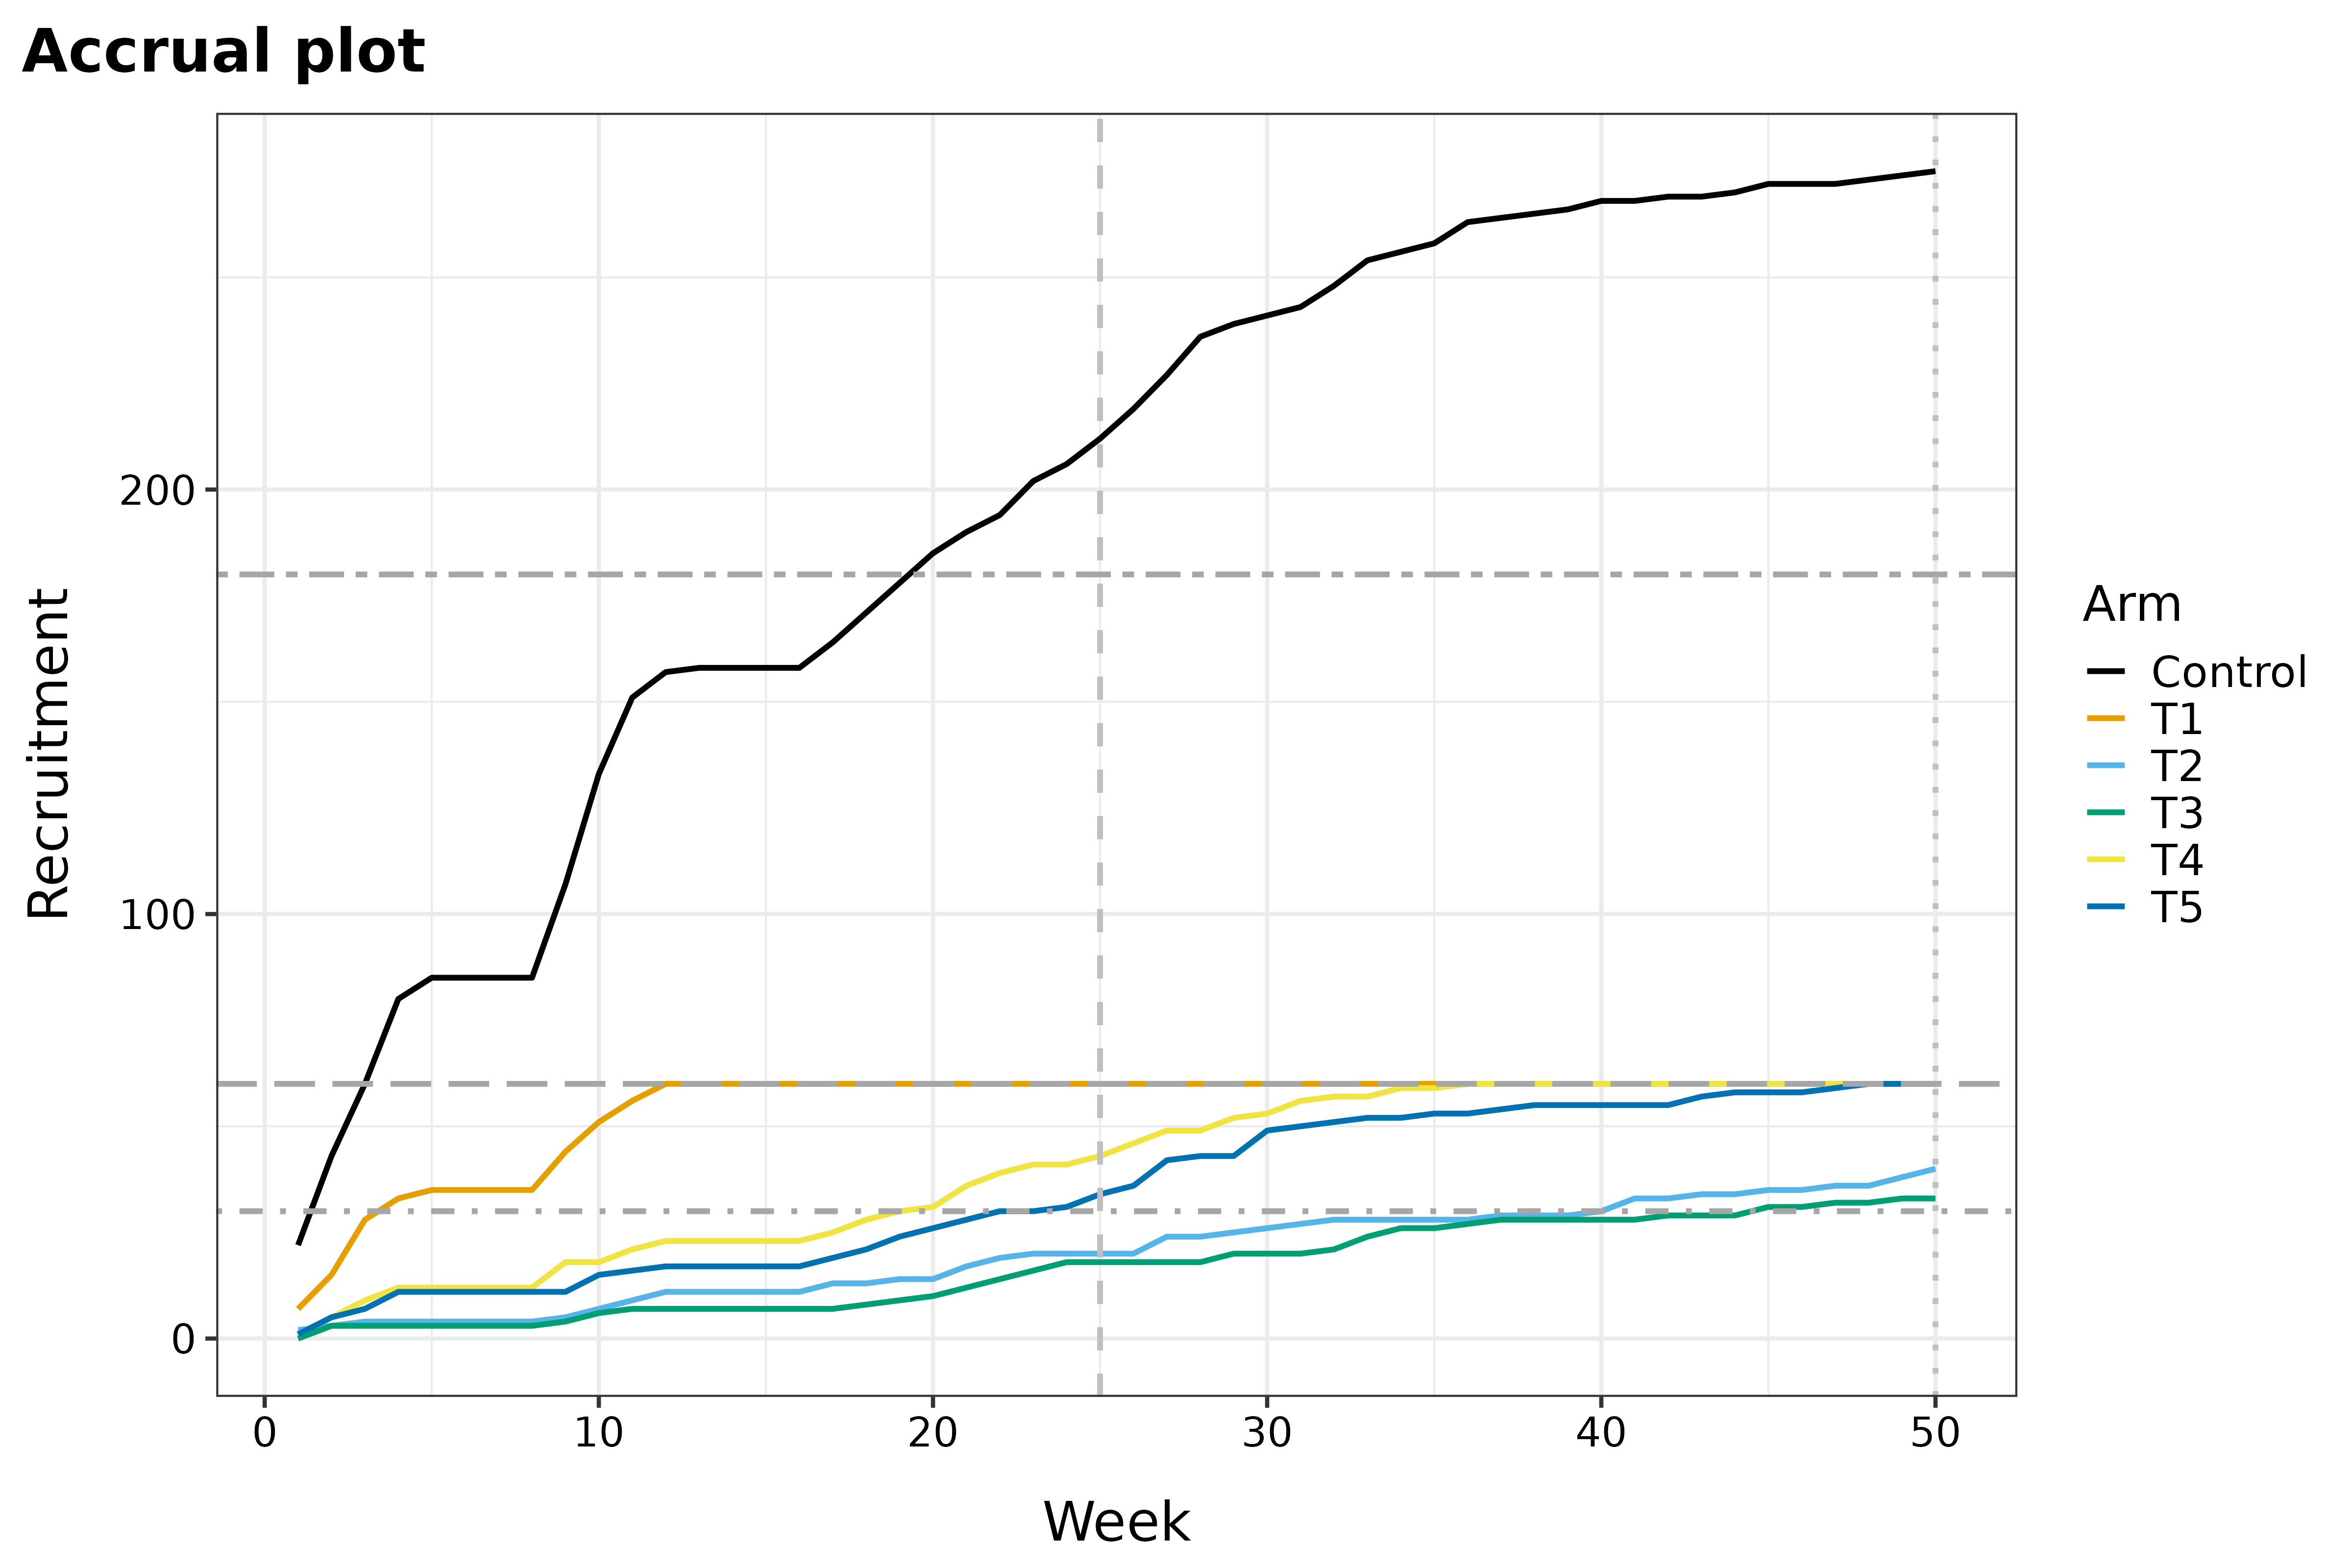 Accrual plot
Recruitment
200
100
0
0 10 20 30 40 50
Week
Arm
Control
T1
T2
T3
T4
T5